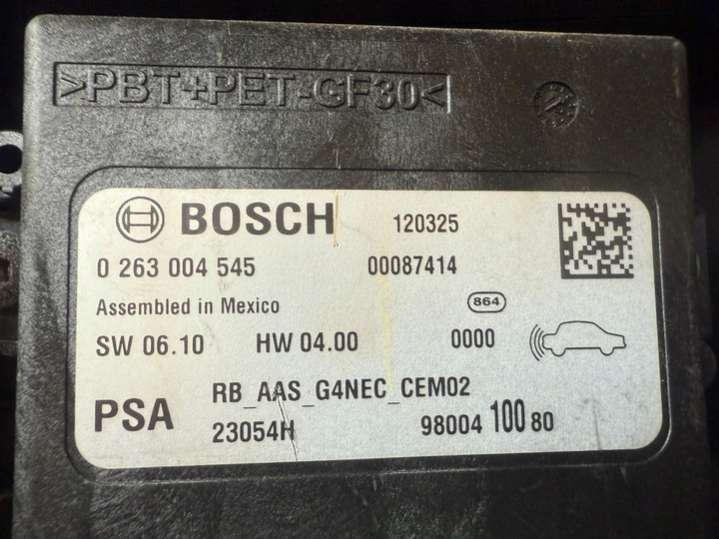 >PBT+PET-GF30<
BOSCH 120325
0 263 004 545 00087414
Assembled in Mexico 864
SW 06.10 HW 04.00 0000
RB_AAS_G4NEC_CEM02
PSA 23054H 98004 100 80